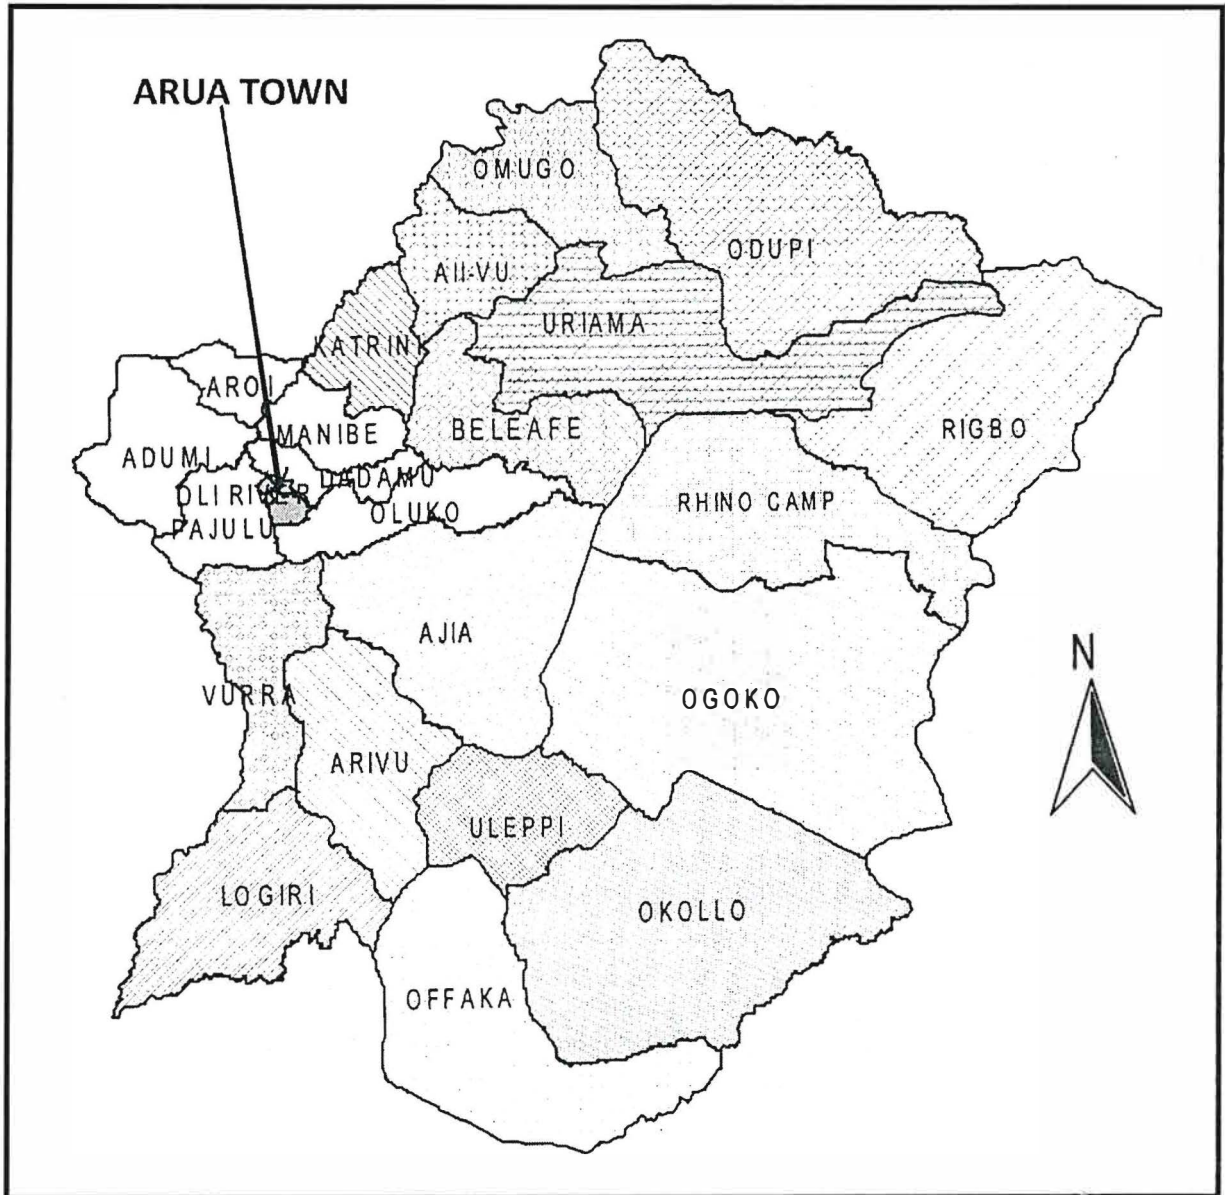 ARUA TOWN
OMUGO
ODUPI
AII-VU
URIAMA
KATRINI
AROI
MANIBE
BELEAFE
RIGBO
ADUMI
DADAMU
OLI RIVER
RHINO CAMP
OLUKO
PAJULU
AJIA
N
VURRA
OGOKO
ARIVU
ULEPPI
LOGIRI
OKOLLO
OFFAKA